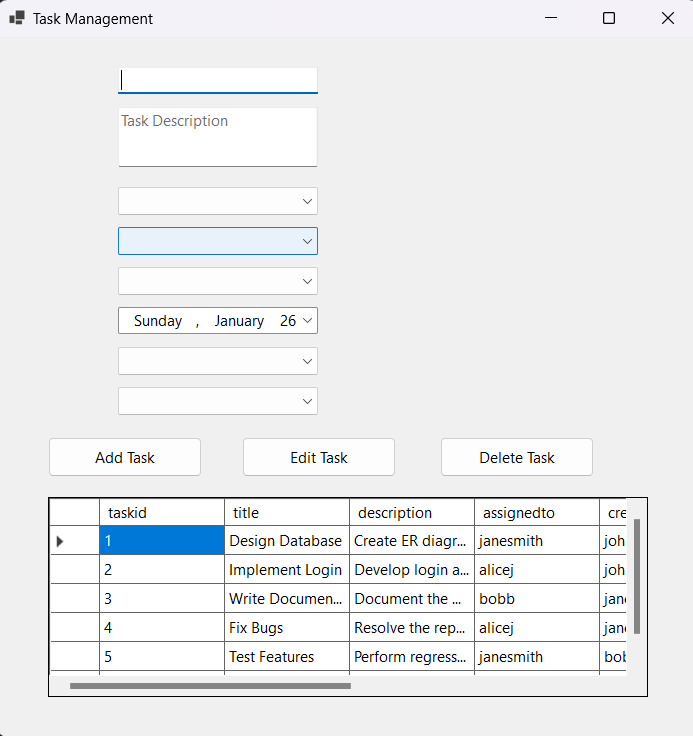 Task Management
Task Description
Sunday , January 26
Add Task Edit Task Delete Task
taskid title description assignedto cre
1 Design Database Create ER diagr... janesmith joh
2 Implement Login Develop login a... alicej joh
3 Write Documen... Document the ... bobb jane
4 Fix Bugs Resolve the rep... alicej jane
5 Test Features Perform regress... janesmith bob